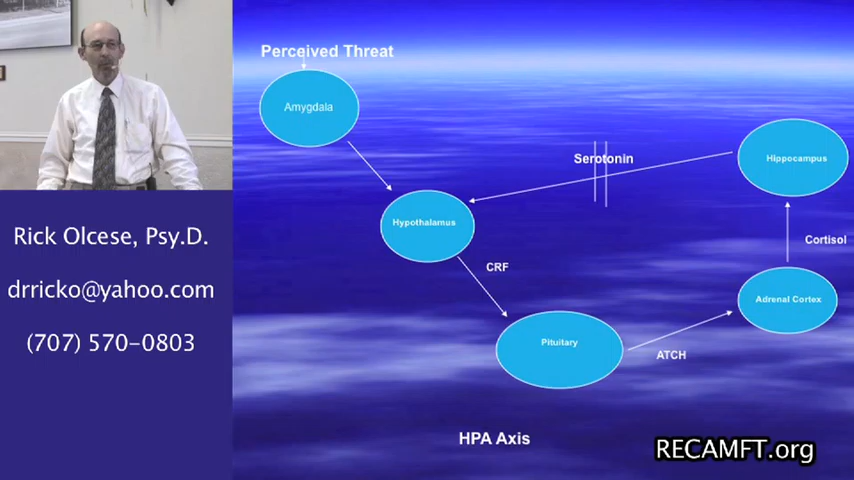 Perceived Threat
Amygdala
Serotonin
Hippocampus
Hypothalamus
Cortisol
CRF
Adrenal Cortex
Pituitary
ATCH
HPA Axis
RECAMFT.org
Rick Olcese, Psy.D.
drricko@yahoo.com
(707) 570-0803